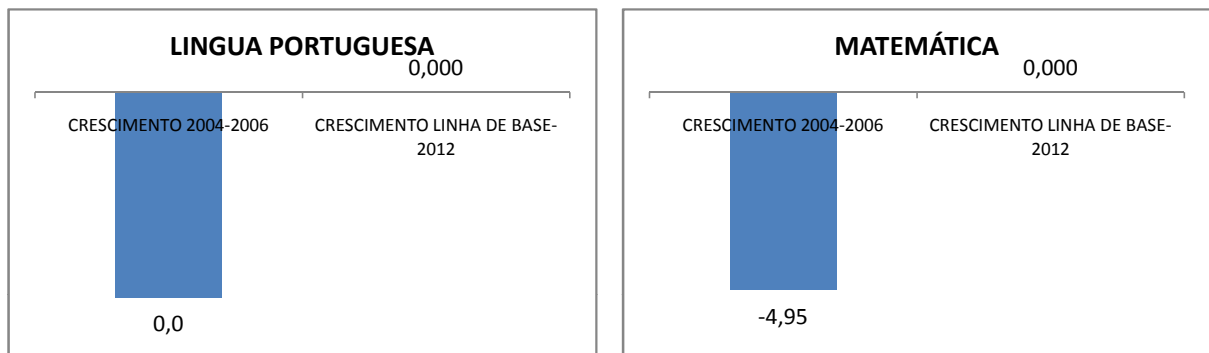 LINGUA PORTUGUESA
0,000
CRESCIMENTO 2004-2006
CRESCIMENTO LINHA DE BASE-
2012
0,0
MATEMÁTICA
0,000
CRESCIMENTO 2004-2006
CRESCIMENTO LINHA DE BASE-
2012
-4,95